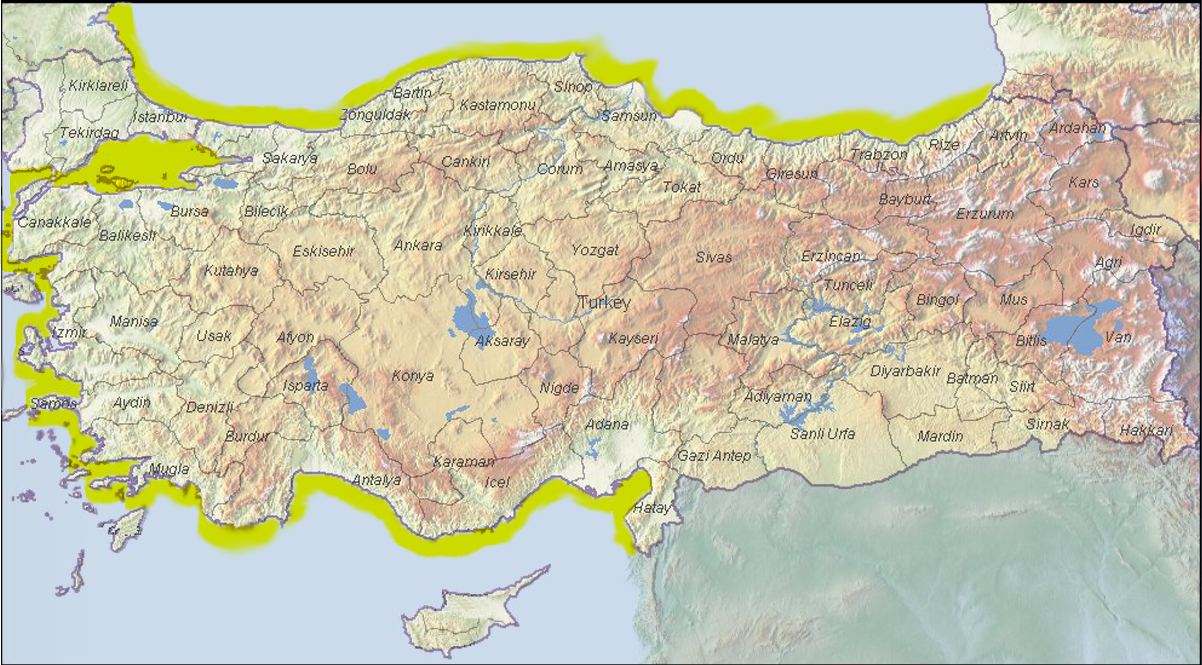 Kirklareli
Bartin
Sinop
Kastamonu
Istanbul
Zonguldak
Samsun
Tekirdag
Ardahan
Artvin
Rize
Sakarya
Bolu
Cankiri
Corum
Amasya
Ordu
Trabzon
Giresun
Tokat
Kars
Bayburt
Bursa
Bilecik
Erzurum
Canakkale
Balikesir
Kirikkale
Igdir
Eskisehir
Ankara
Yozgat
Sivas
Erzincan
Agri
Kutahya
Kirsehir
Tunceli
Turkey
Bingol
Mus
Manisa
Elazig
Izmir
Usak
Afyon
Aksaray
Kayseri
Malatya
Bitlis
Van
Konya
Diyarbakir
Batman
Siirt
Isparta
Nigde
Adiyaman
Samos
Aydin
Denizli
Adana
Sanli Urfa
Mardin
Sirnak
Hakkari
Burdur
Gazi Antep
Mugla
Karaman
Antalya
Icel
Hatay